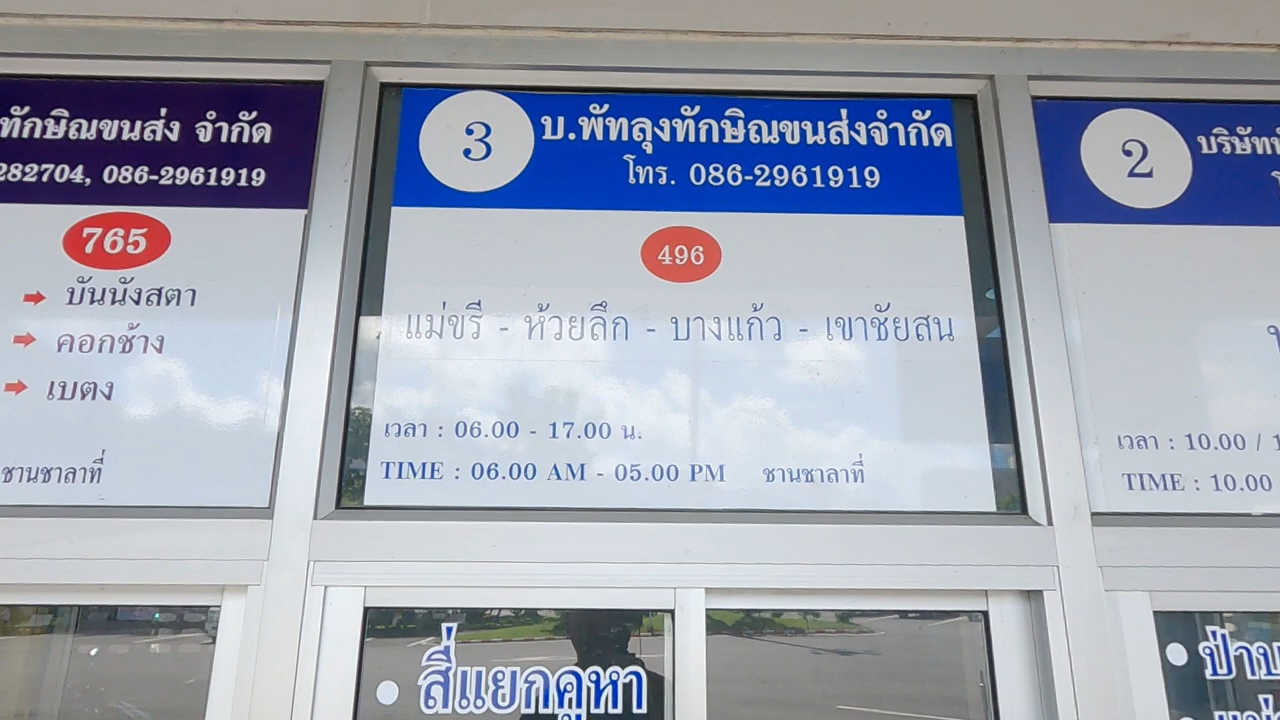 ทักษิณขนส่ง จำกัด
282704, 086-2961919
765
บันนังสตา
คอกช้าง
เบตง
ชานชาลาที่
3 บ.พัทลุงทักษิณขนส่งจำกัด
โทร. 086-2961919
496
แม่ขรี - ห้วยลึก - บางแก้ว - เขาชัยสน
เวลา : 06.00 - 17.00 น.
TIME : 06.00 AM - 05.00 PM ชานชาลาที่
สี่แยกคูหา
2 บริษัท
เวลา : 10.00 /
TIME : 10.00